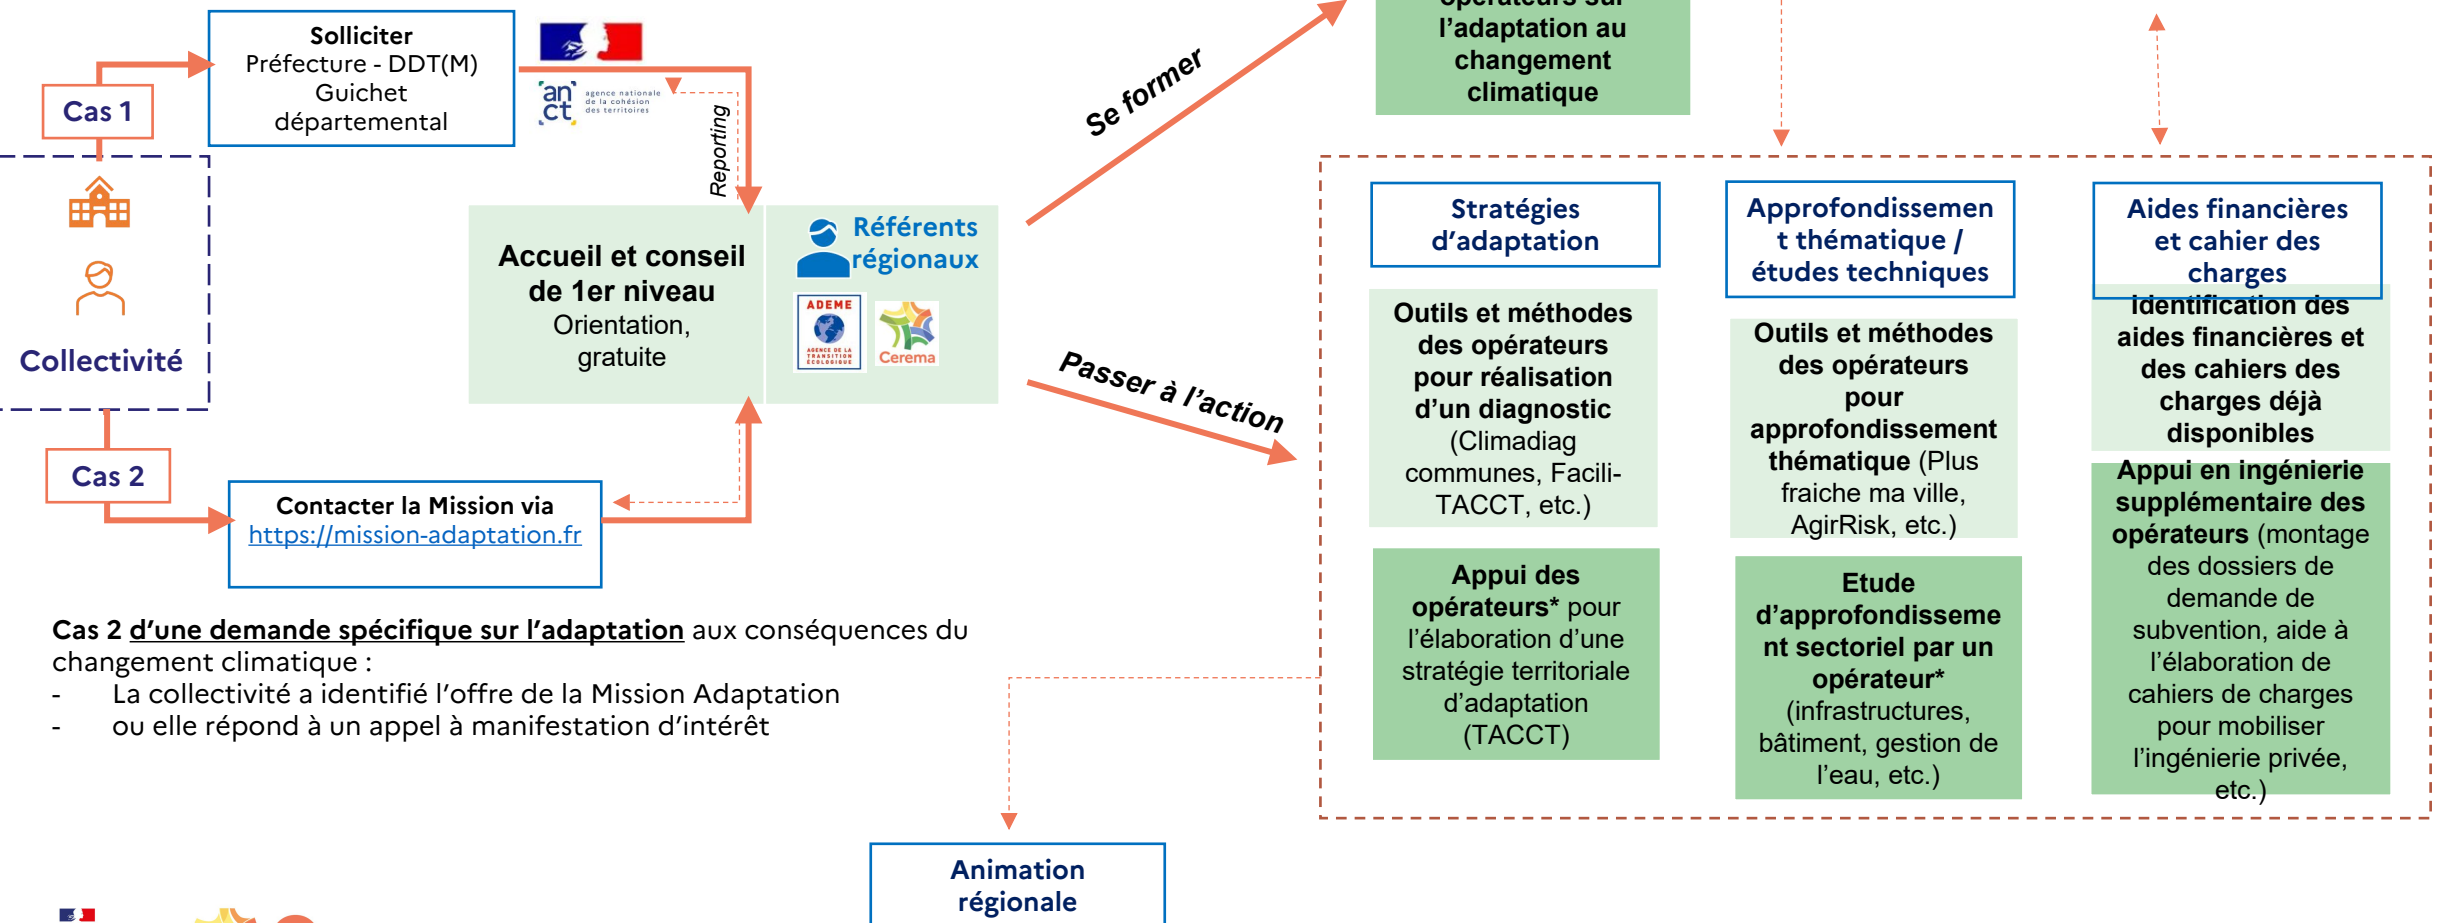 Solliciter
Préfecture - DDT(M)
Guichet
départemental
Cas 1
an
ct
agence nationale
de la cohésion
des territoires
Reporting
Collectivité
Accueil et conseil
de 1er niveau
Orientation,
gratuite
Référents
régionaux
ADEME
AGENCE DE LA
TRANSITION
ÉCOLOGIQUE
Cerema
Cas 2
Contacter la Mission via
https://mission-adaptation.fr
Cas 2 d'une demande spécifique sur l'adaptation aux conséquences du
changement climatique :
- La collectivité a identifié l'offre de la Mission Adaptation
- ou elle répond à un appel à manifestation d'intérêt
Se former
Passer à l'action
opérateurs sur
l'adaptation au
changement
climatique
Stratégies
d'adaptation
Outils et méthodes
des opérateurs
pour réalisation
d'un diagnostic
(Climadiag
communes, Facili-
TACCT, etc.)
Appui des
opérateurs* pour
l'élaboration d'une
stratégie territoriale
d'adaptation
(TACCT)
Approfondissemen
t thématique /
études techniques
Outils et méthodes
des opérateurs
pour
approfondissement
thématique (Plus
fraiche ma ville,
AgirRisk, etc.)
Etude
d'approfondisseme
nt sectoriel par un
opérateur*
(infrastructures,
bâtiment, gestion de
l'eau, etc.)
Aides financières
et cahier des
charges
Identification des
aides financières et
des cahiers des
charges déjà
disponibles
Appui en ingénierie
supplémentaire des
opérateurs (montage
des dossiers de
demande de
subvention, aide à
l'élaboration de
cahiers de charges
pour mobiliser
l'ingénierie privée,
etc.)
Animation
régionale